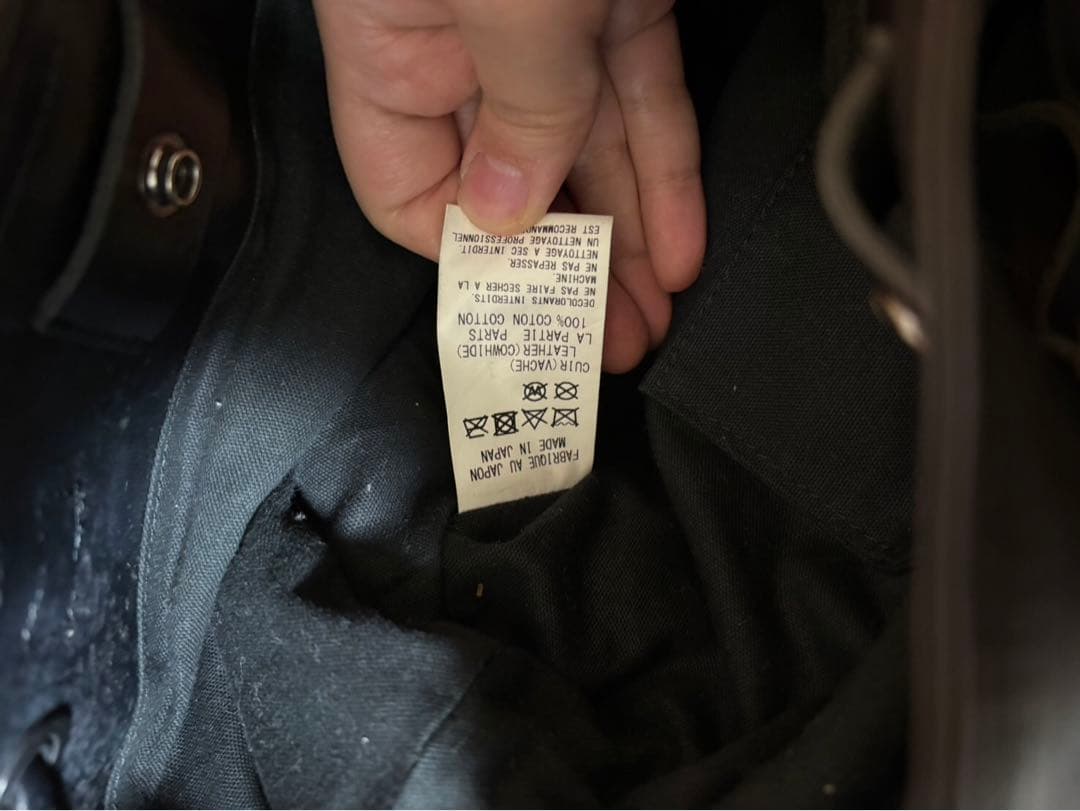 FABRIQUE AU JAPON
MADE IN JAPAN
CUIR(VACHE)
LEATHER(COWHIDE)
LA PARTIE PARTS
100% COTON COTTON
DECOLORANTS INTERDITS.
NE PAS FAIRE SECHER A LA
MACHINE.
NE PAS REPASSER.
NETTOYAGE A SEC INTERDIT.
UN NETTOYAGE PROFESSIONNEL
EST